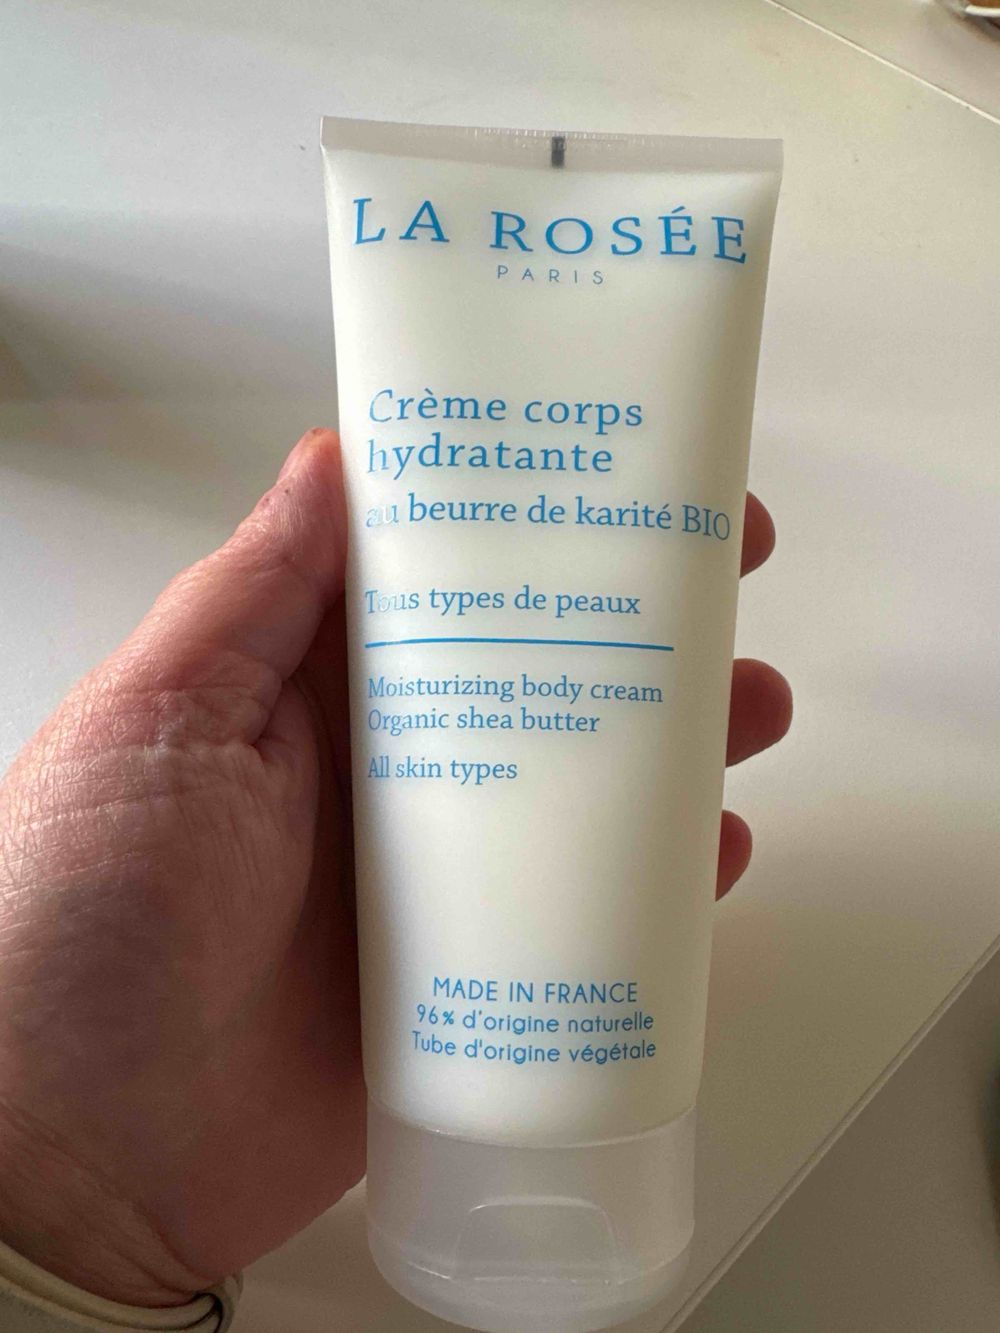 LA ROSÉE
PARIS
Crème corps
hydratante
au beurre de karité BIO
Tous types de peaux
Moisturizing body cream
Organic shea butter
All skin types
MADE IN FRANCE
96% d'origine naturelle
Tube d'origine végétale